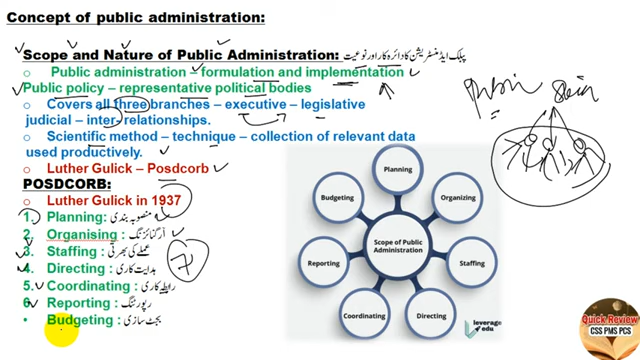 Concept of public administration:
Scope and Nature of Public Administration: پبلک ایڈمنسٹریشن کا دائرہ کار اور نوعیت
Public administration – formulation and implementation
Public policy – representative political bodies
Covers all three branches – executive – legislative
judicial – inter-relationships.
Scientific method – technique – collection of relevant data
used productively.
Luther Gulick – Posdcorb
POSDCORB:
Luther Gulick in 1937
1. Planning: منصوبہ بندی
2. Organising: آرگنائزنگ
3. Staffing: عملے کی بھرتی
4. Directing: ہدایت کاری
5. Coordinating: رابطہ کاری
6. Reporting: رپورٹنگ
• Budgeting: بجٹ سازی
7
Public
Planning
Organizing
Staffing
Directing
Coordinating
Reporting
Budgeting
Scope of Public
Administration
leverage
edu
Quick Review
CSS PMS PCS